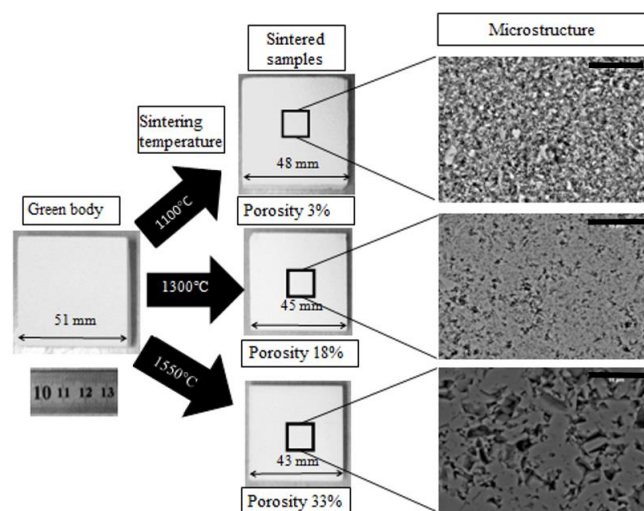 Sintered
samples
Microstructure
Sintering
temperature
48 mm
1100°C
Green body
Porosity 3%
51 mm
1300℃
45 mm
Porosity 18%
1550°C
10 11 12 13
43 mm
Porosity 33%